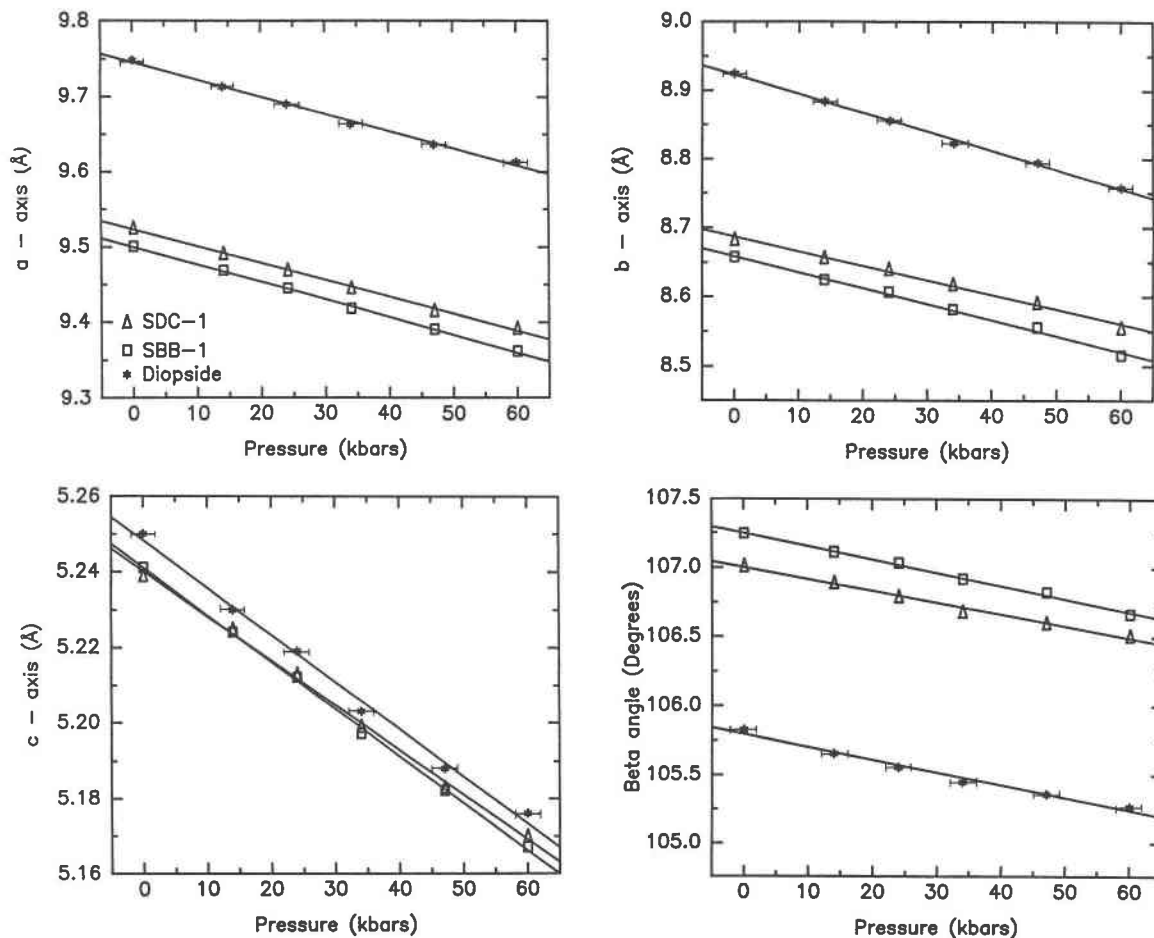 9.8
9.7
9.6
9.5
9.4
9.3
a – axis (Å)
SDC–1
SBB–1
Diopside
0 10 20 30 40 50 60
Pressure (kbars)
9.0
8.9
8.8
8.7
8.6
8.5
b – axis (Å)
0 10 20 30 40 50 60
Pressure (kbars)
5.26
5.24
5.22
5.20
5.18
5.16
c – axis (Å)
0 10 20 30 40 50 60
Pressure (kbars)
107.5
107.0
106.5
106.0
105.5
105.0
Beta angle (Degrees)
0 10 20 30 40 50 60
Pressure (kbars)